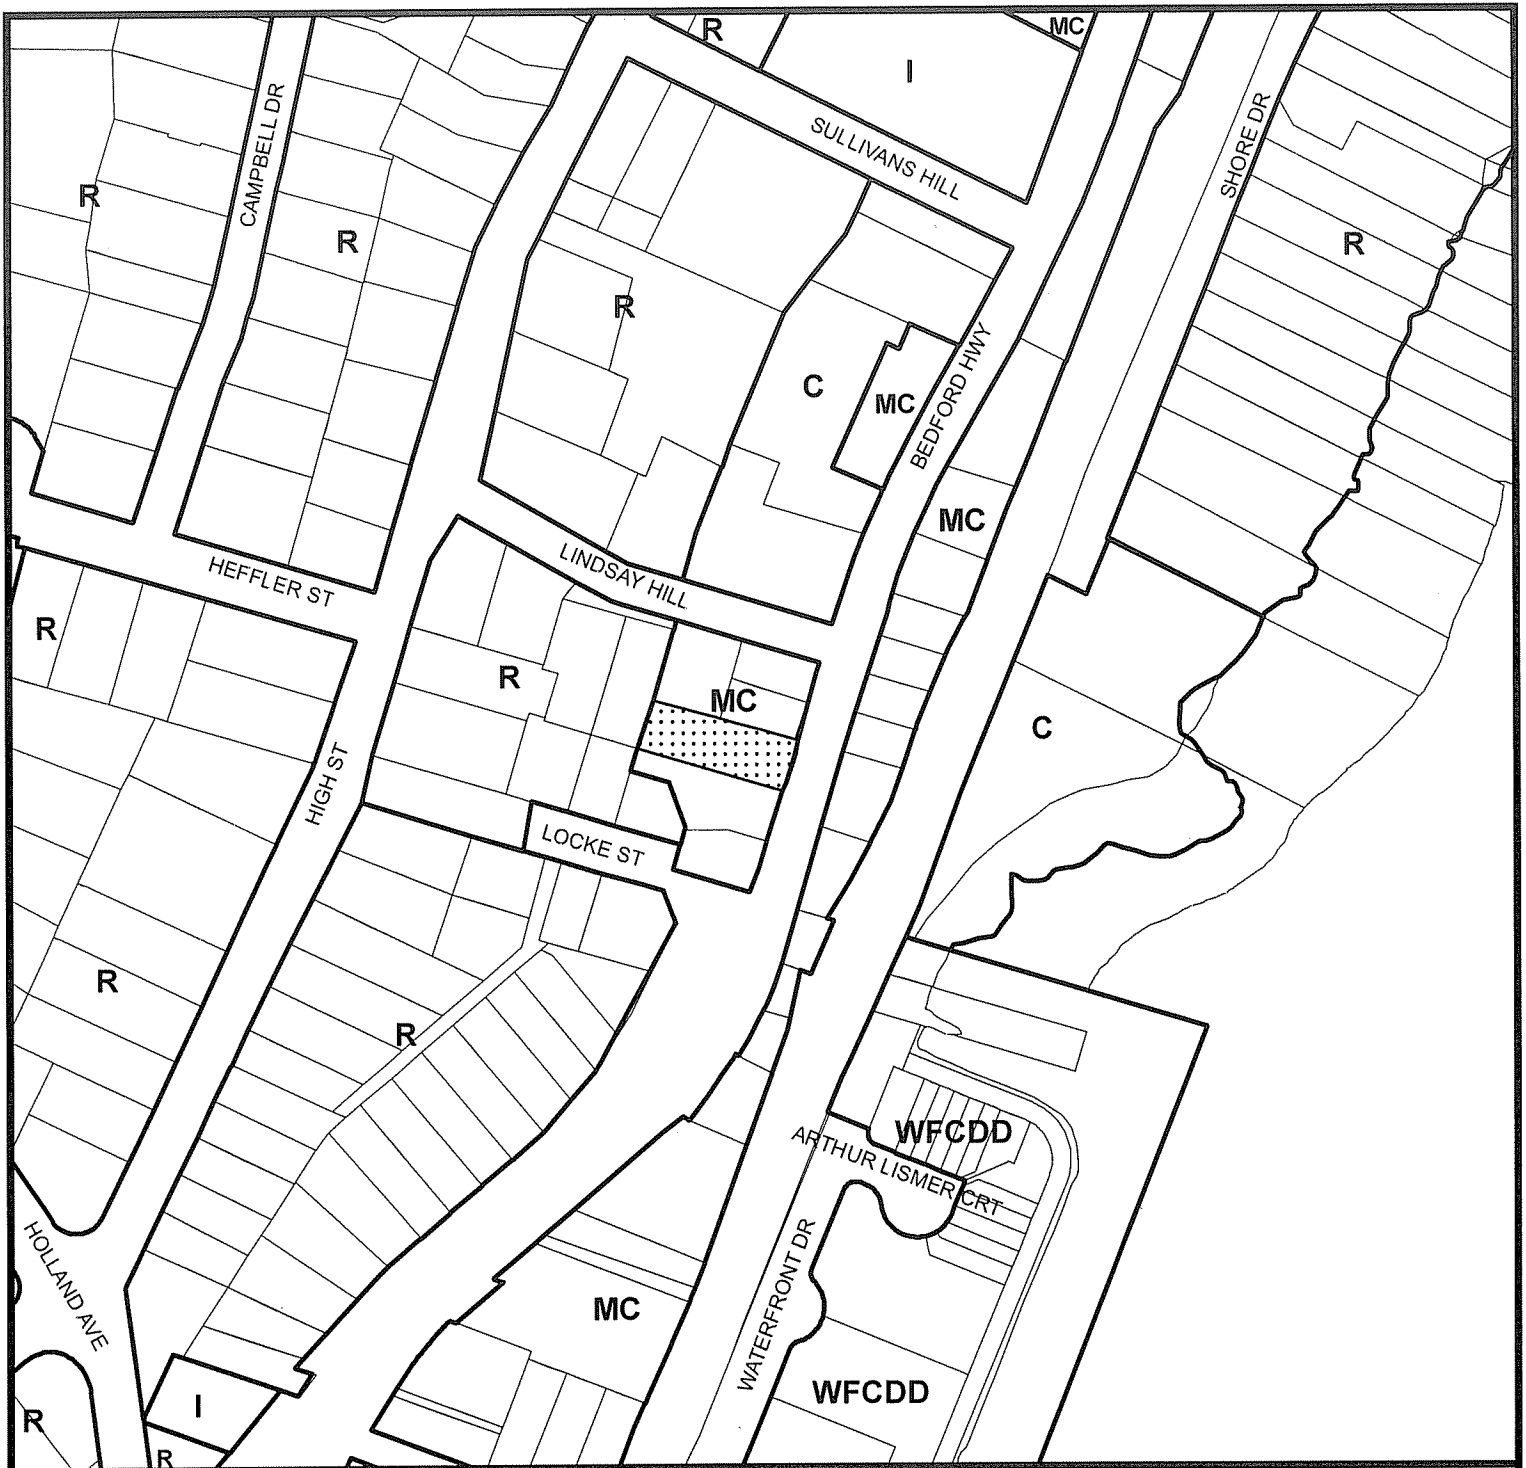 R
MC
I
CAMPBELL DR
SULLIVANS HILL
SHORE DR
R
R
R
R
C
MC
BEDFORD HWY
MC
HEFFLER ST
LINDSAY HILL
R
R
MC
C
HIGH ST
LOCKE ST
R
R
WFCDD
ARTHUR LISMER CRT
HOLLAND AVE
WATERFRONT DR
MC
WFCDD
I
R
R